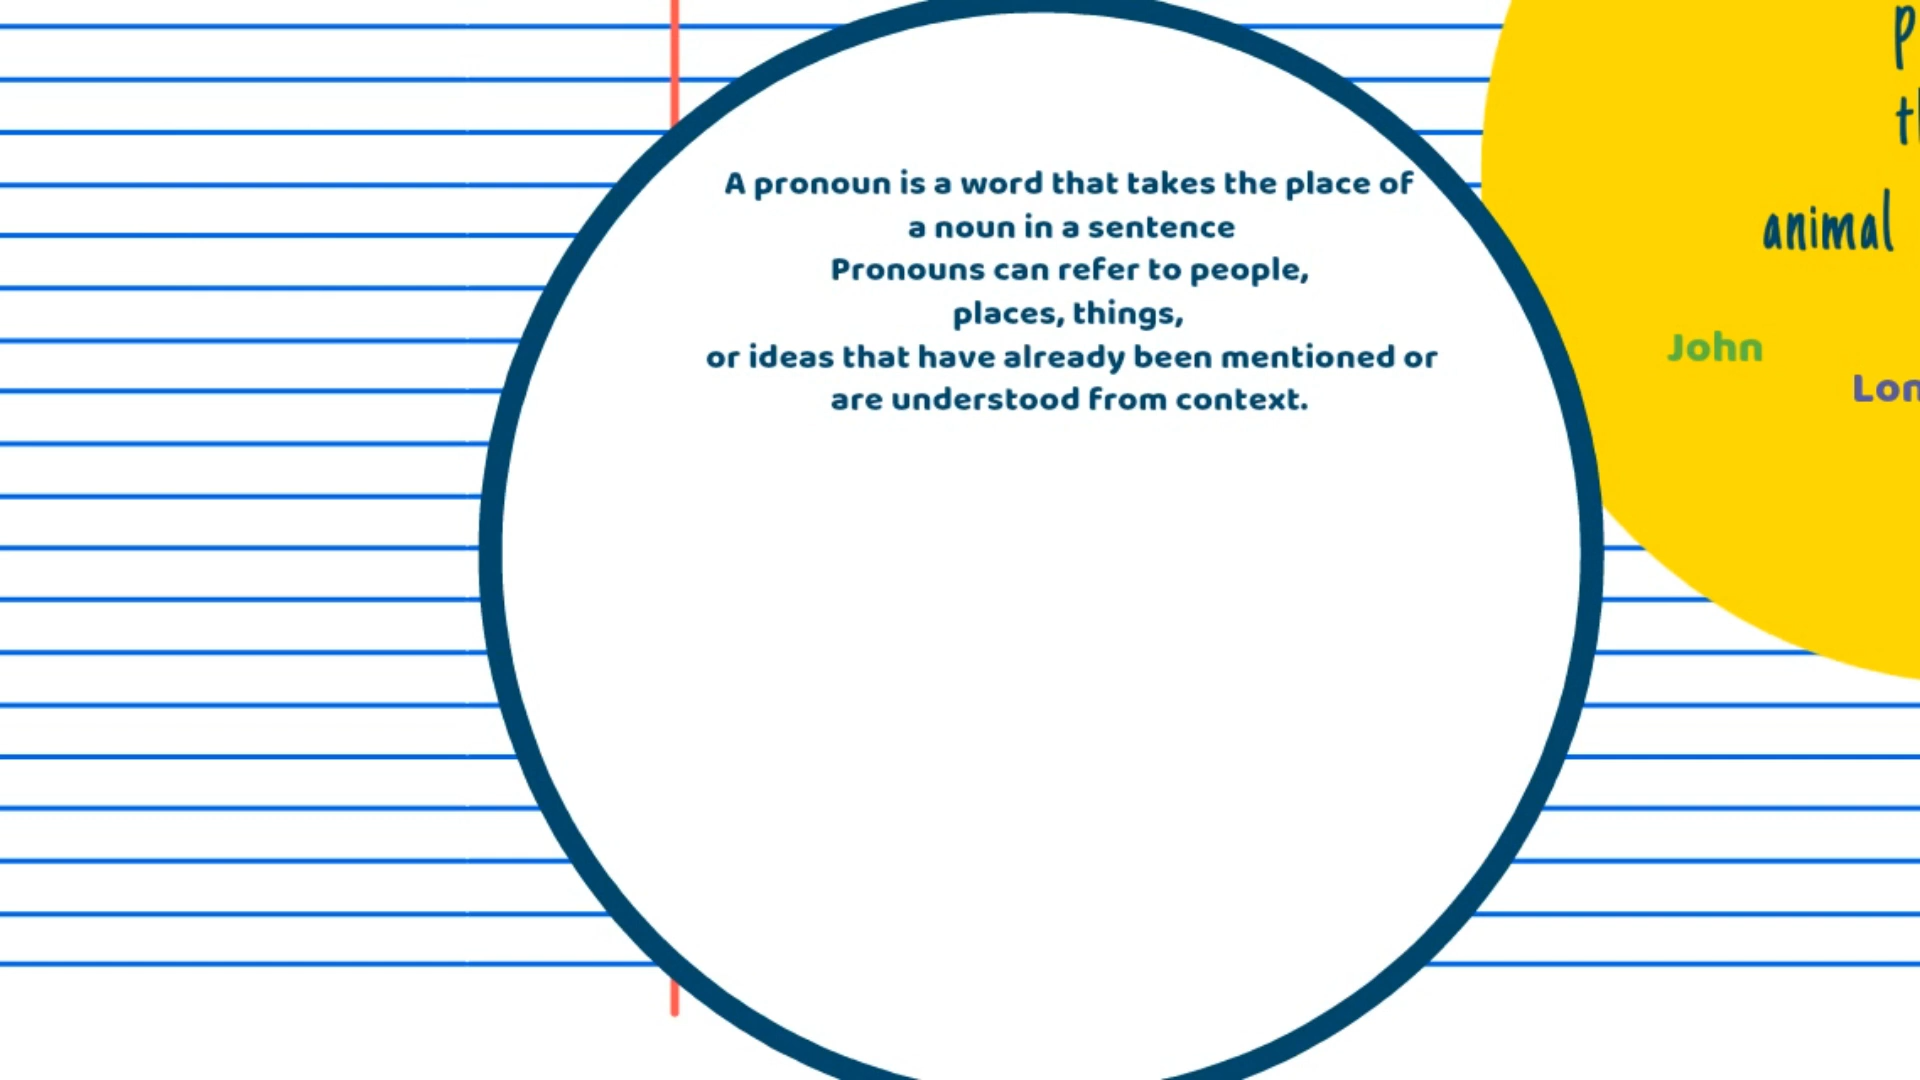 A pronoun is a word that takes the place of
a noun in a sentence
Pronouns can refer to people,
places, things,
or ideas that have already been mentioned or
are understood from context.
animal
John